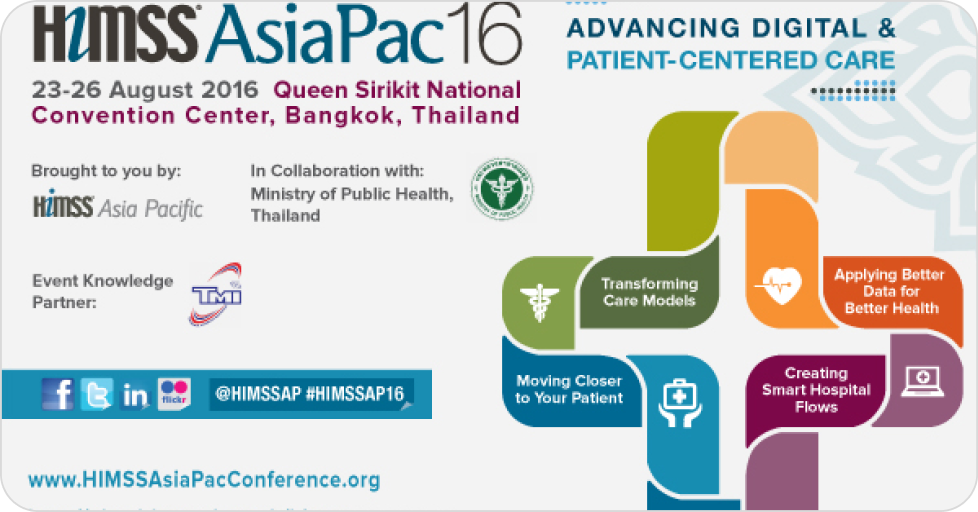 HIMSS® AsiaPac16
23-26 August 2016 Queen Sirikit National
Convention Center, Bangkok, Thailand
ADVANCING DIGITAL &
PATIENT-CENTERED CARE
Brought to you by:
HIMSS® Asia Pacific
In Collaboration with:
Ministry of Public Health,
Thailand
Event Knowledge
Partner:
TMI
Transforming
Care Models
Applying Better
Data for
Better Health
Moving Closer
to Your Patient
Creating
Smart Hospital
Flows
f t in flickr
@HIMSSAP #HIMSSAP16
www.HIMSSAsiaPacConference.org